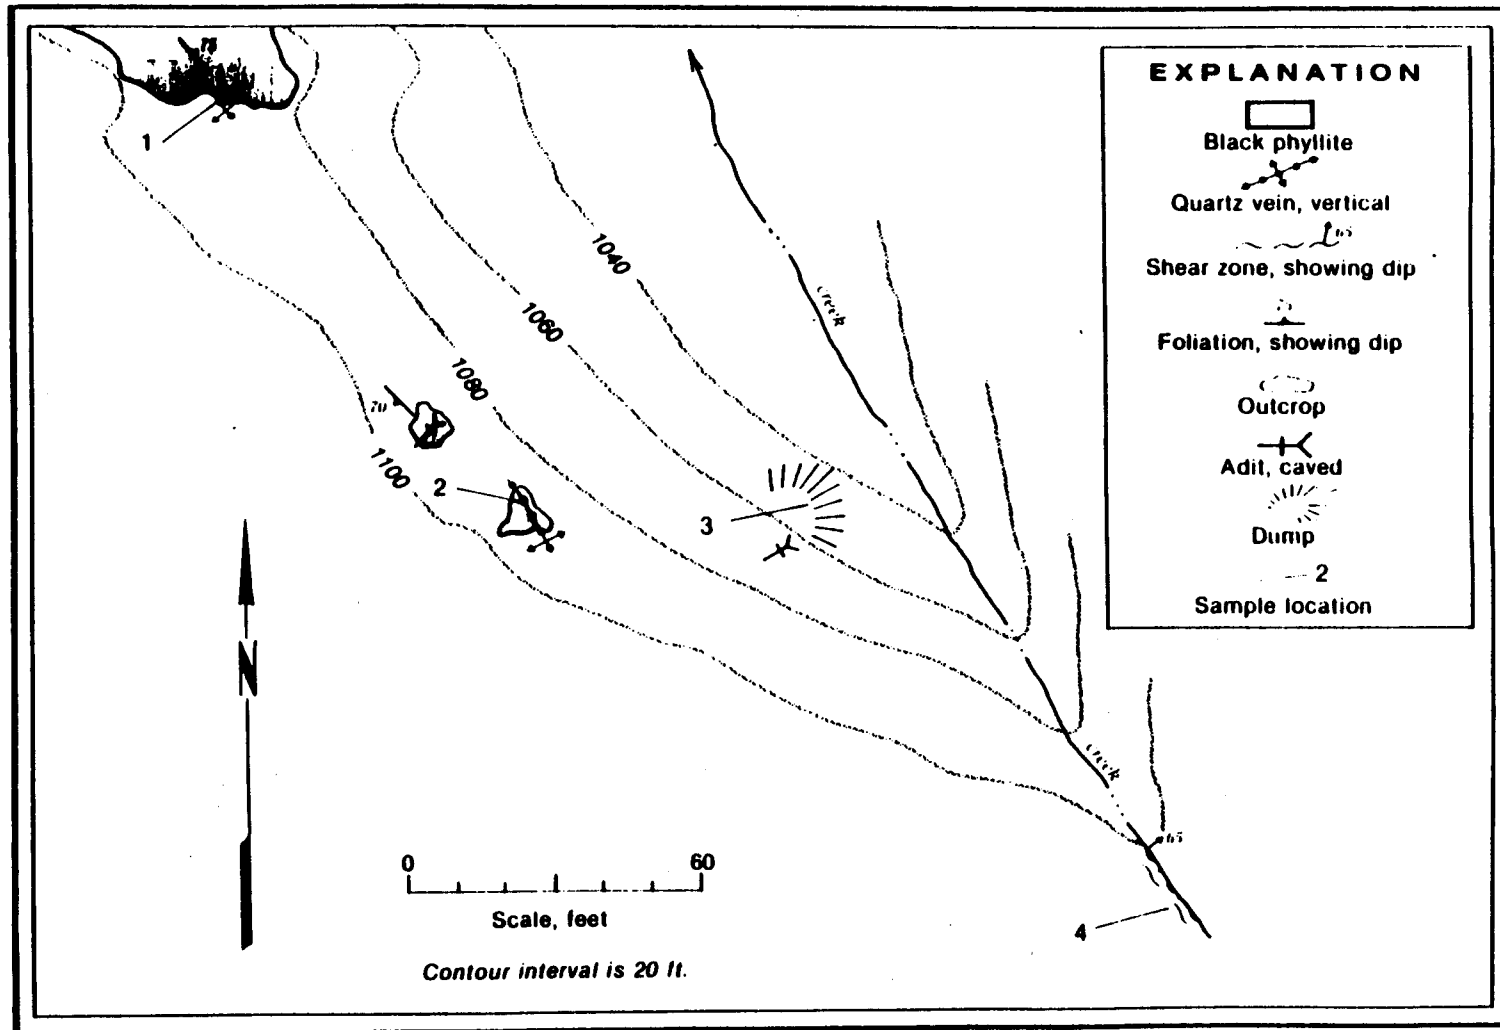 75
1
1040
1060
1080
1100
creek
70
2
3
creek
65
4
N
0 60
Scale, feet
Contour interval is 20 ft.
EXPLANATION
Black phyllite
Quartz vein, vertical
65
Shear zone, showing dip
Foliation, showing dip
Outcrop
Adit, caved
Dump
2
Sample location